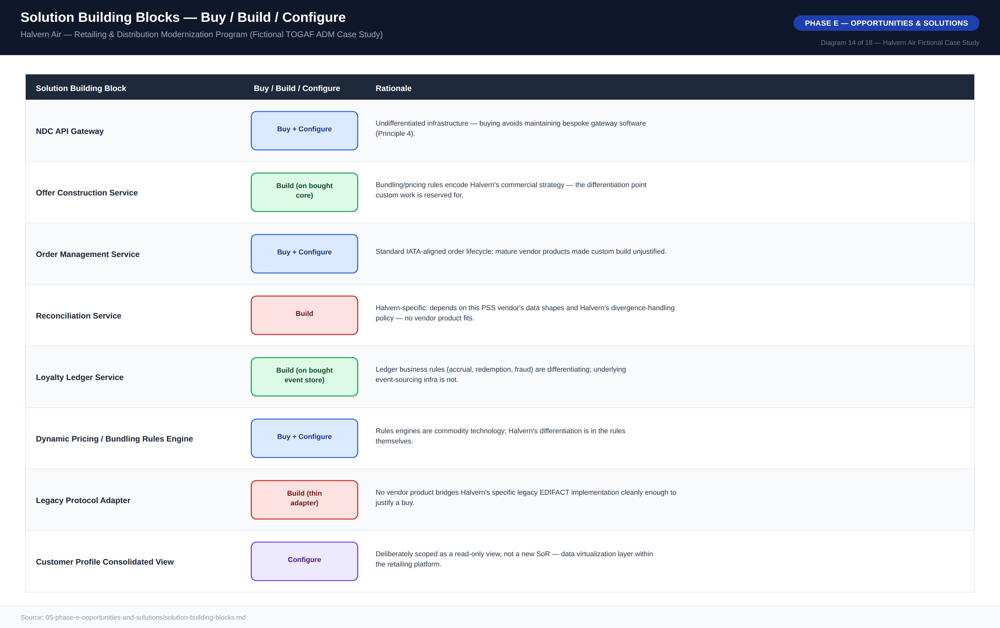 Solution Building Blocks — Buy / Build / Configure
Halvern Air — Retailing & Distribution Modernization Program (Fictional TOGAF ADM Case Study)
PHASE E — OPPORTUNITIES & SOLUTIONS
Diagram 14 of 18 — Halvern Air Fictional Case Study
Solution Building Block
Buy / Build / Configure
Rationale
NDC API Gateway
Buy + Configure
Undifferentiated infrastructure — buying avoids maintaining bespoke gateway software
(Principle 4).
Offer Construction Service
Build (on bought
core)
Bundling/pricing rules encode Halvern's commercial strategy — the differentiation point
custom work is reserved for.
Order Management Service
Buy + Configure
Standard IATA-aligned order lifecycle; mature vendor products made custom build unjustified.
Reconciliation Service
Build
Halvern-specific: depends on this PSS vendor's data shapes and Halvern's divergence-handling
policy — no vendor product fits.
Loyalty Ledger Service
Build (on bought
event store)
Ledger business rules (accrual, redemption, fraud) are differentiating; underlying
event-sourcing infra is not.
Dynamic Pricing / Bundling Rules Engine
Buy + Configure
Rules engines are commodity technology; Halvern's differentiation is in the rules
themselves.
Legacy Protocol Adapter
Build (thin
adapter)
No vendor product bridges Halvern's specific legacy EDIFACT implementation cleanly enough to
justify a buy.
Customer Profile Consolidated View
Configure
Deliberately scoped as a read-only view, not a new SoR — data virtualization layer within
the retailing platform.
Source: 05-phase-e-opportunities-and-solutions/solution-building-blocks.md